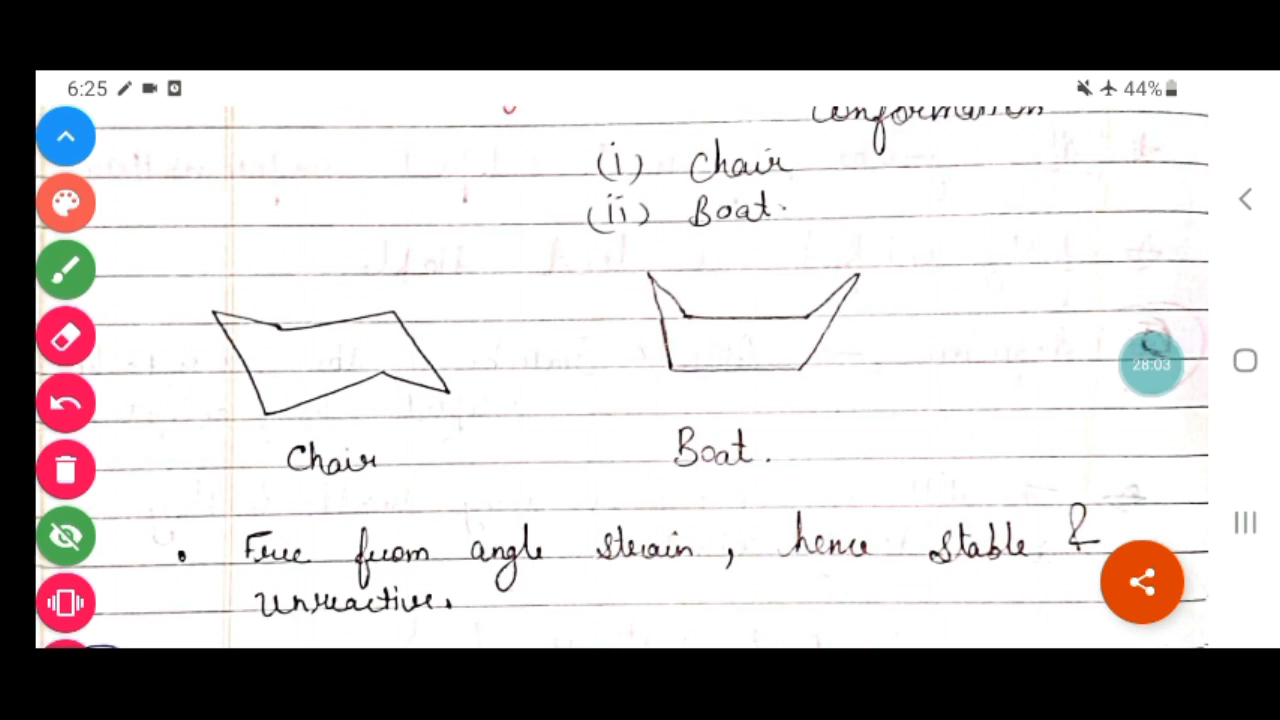 6:25
44%
conformation
(i) Chair
(ii) Boat.
28:03
Chair
Boat.
• Free from angle strain, hence stable &
unreactive.